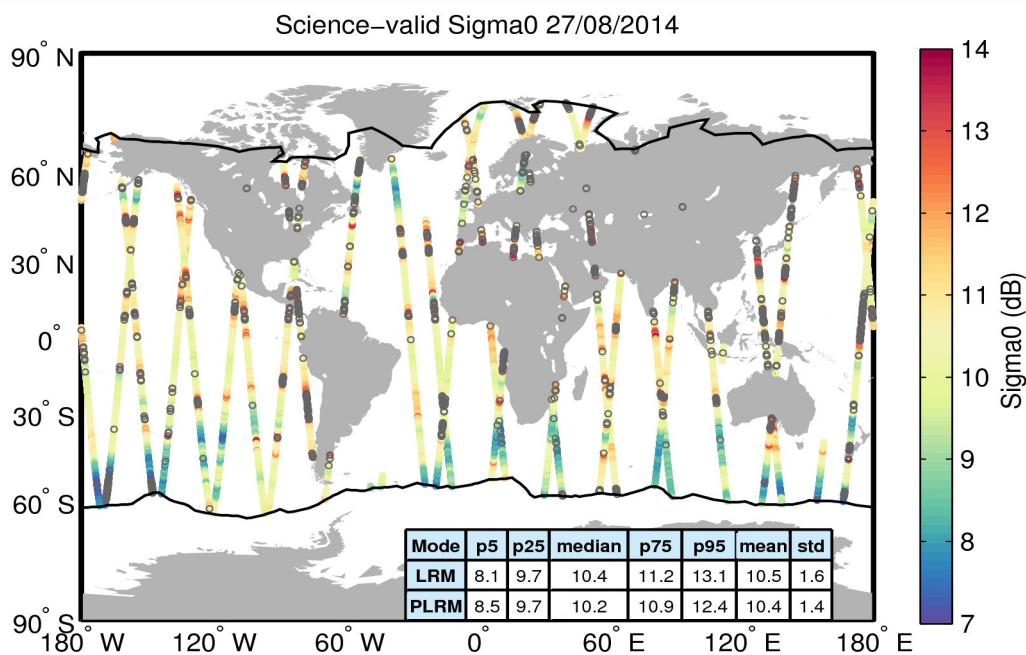 Science−valid Sigma0 27/08/2014
90° N
60° N
30° N
0°
30° S
60° S
90° S
180° W
120° W
60° W
0°
60° E
120° E
180° E
Mode p5 p25 median p75 p95 mean std
LRM 8.1 9.7 10.4 11.2 13.1 10.5 1.6
PLRM 8.5 9.7 10.2 10.9 12.4 10.4 1.4
14
13
12
11
10
9
8
7
Sigma0 (dB)